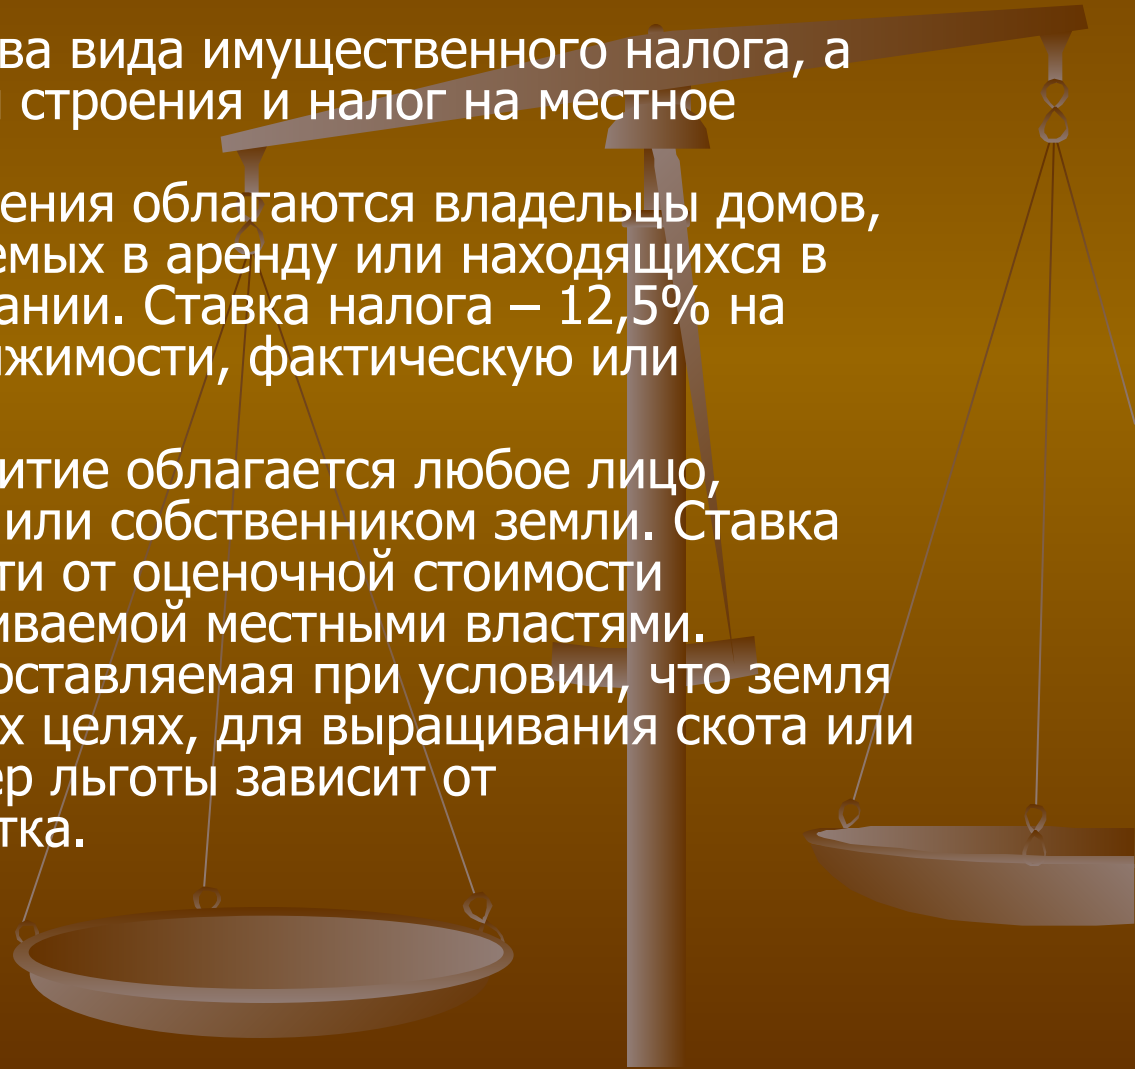 ва вида имущественного налога, а
и строения и налог на местное
ения облагаются владельцы домов,
емых в аренду или находящихся в
ании. Ставка налога – 12,5% на
ижимости, фактическую или
витие облагается любое лицо,
или собственником земли. Ставка
ти от оценочной стоимости
иваемой местными властями.
оставляемая при условии, что земля
х целях, для выращивания скота или
ер льготы зависит от
тка.